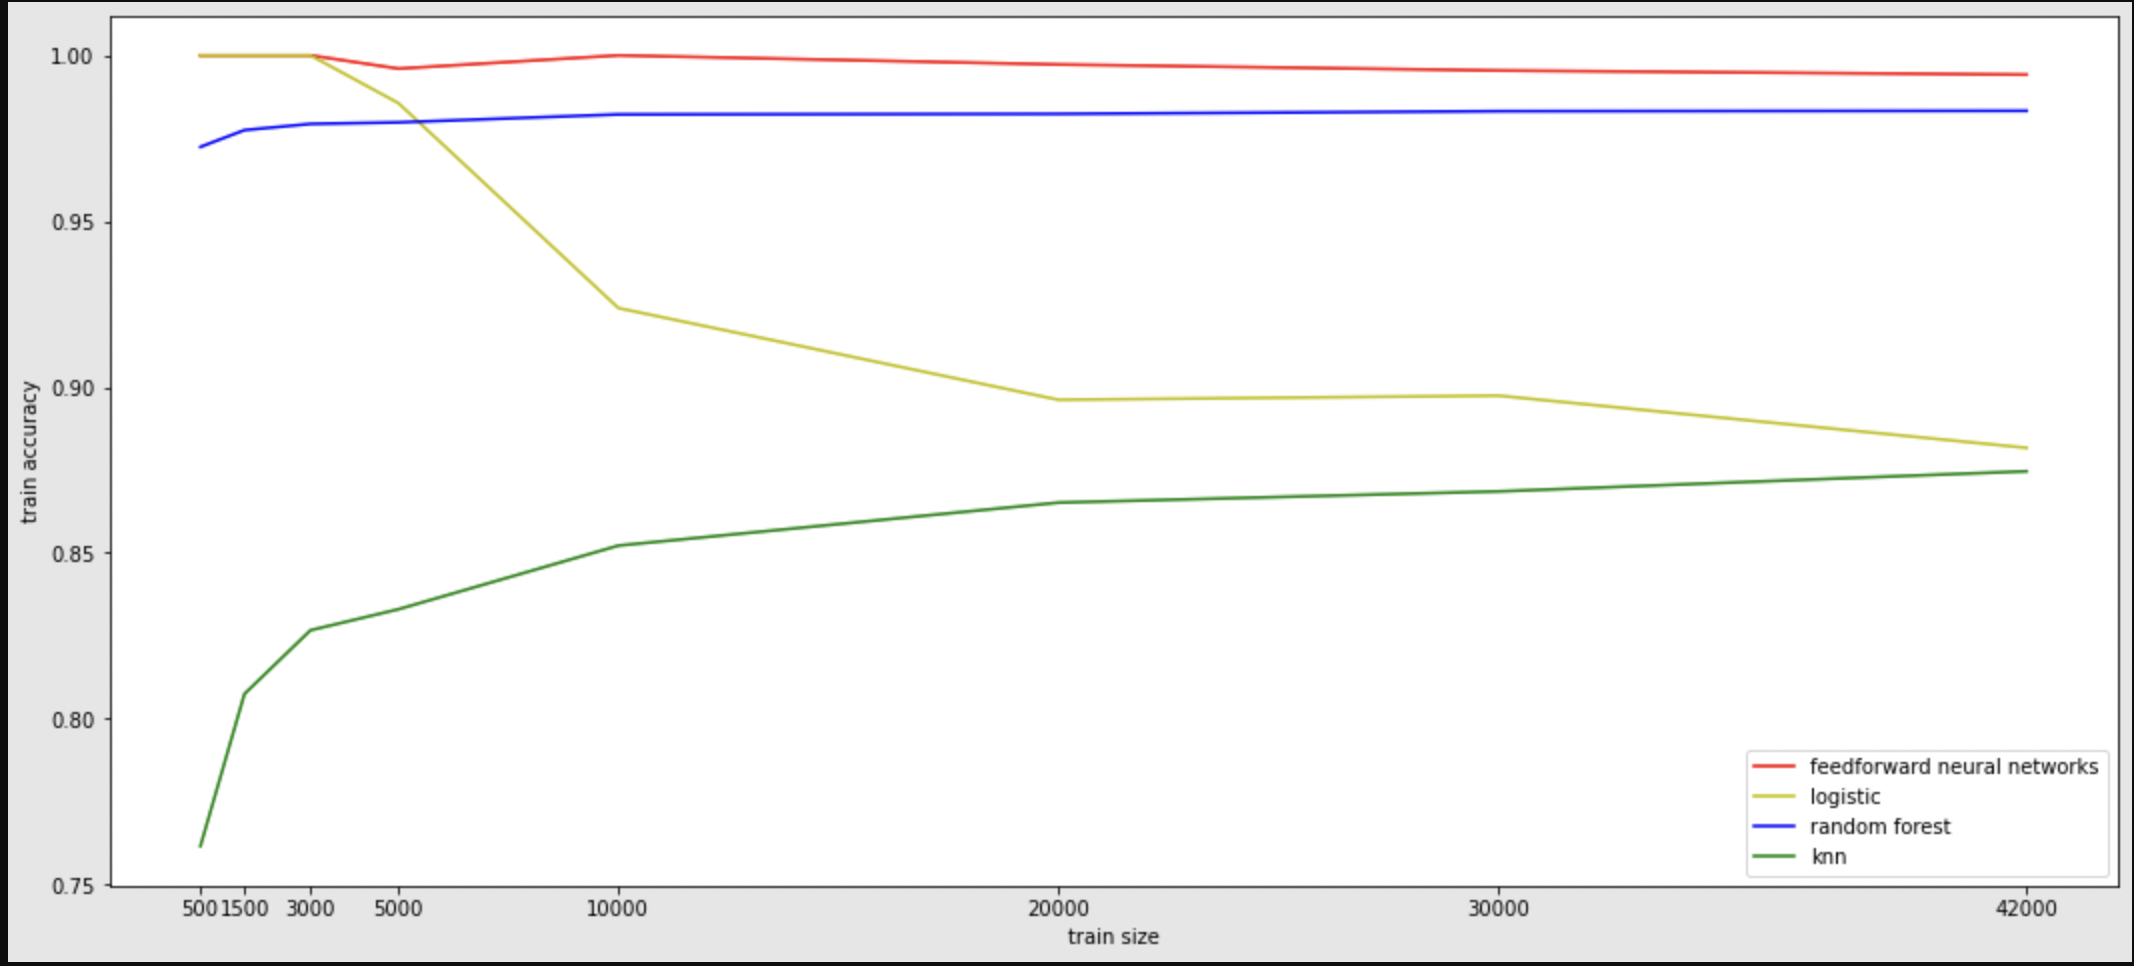 1.00
0.95
0.90
0.85
0.80
0.75
train accuracy
500 1500 3000 5000 10000 20000 30000 42000
train size
feedforward neural networks
logistic
random forest
knn